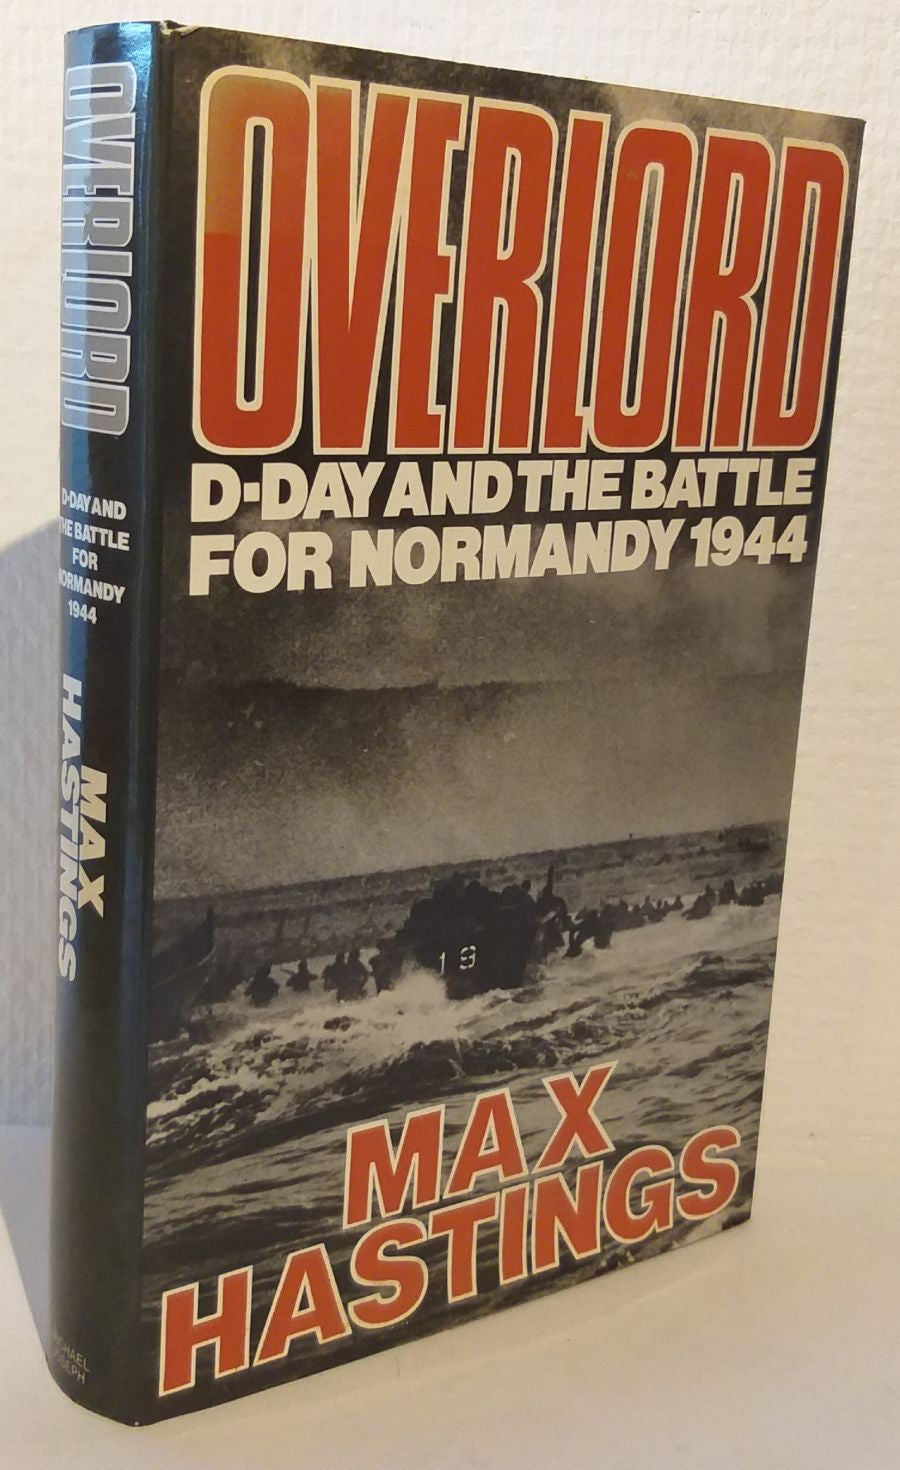 OVERLORD
D-DAY AND THE BATTLE
FOR NORMANDY 1944
19
MAX
HASTINGS
OVERLORD
D-DAY AND
THE BATTLE
FOR
NORMANDY
1944
MAX
HASTINGS
MICHAEL
JOSEPH